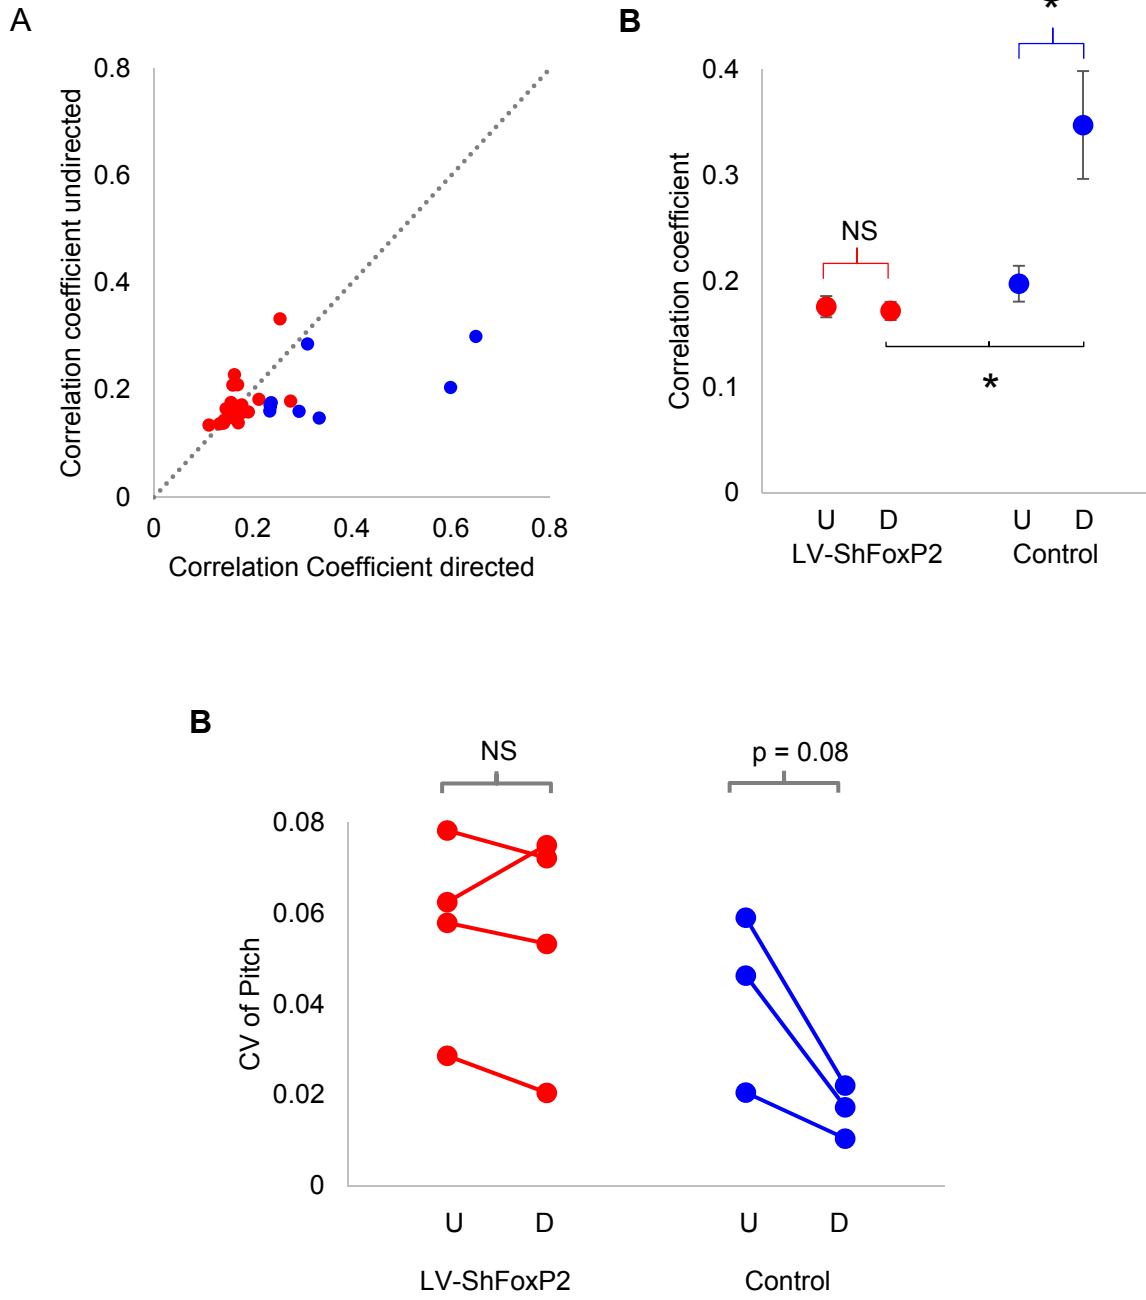 A
0.8
0.6
0.4
0.2
0
0
0.2
0.4
0.6
0.8
Correlation coefficient undirected
Correlation Coefficient directed
B
*
0.4
0.3
0.2
0.1
0
Correlation coefficient
NS
*
U D U D
LV-ShFoxP2 Control
B
NS
p = 0.08
0.08
0.06
0.04
0.02
0
CV of Pitch
U D U D
LV-ShFoxP2 Control